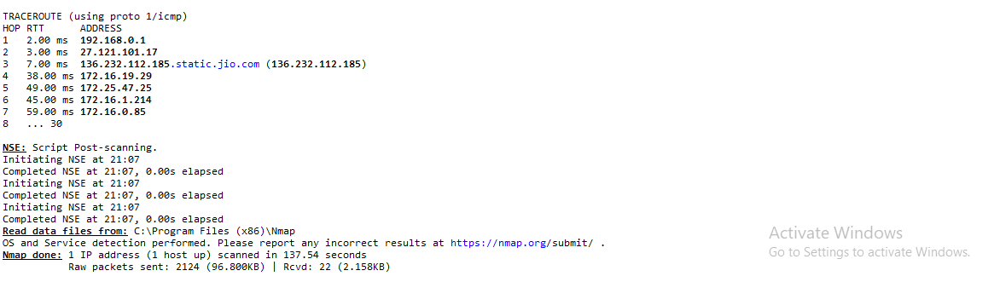 TRACEROUTE (using proto 1/icmp)
HOP RTT      ADDRESS
1   2.00 ms  192.168.0.1
2   3.00 ms  27.121.101.17
3   7.00 ms  136.232.112.185.static.jio.com (136.232.112.185)
4   38.00 ms 172.16.19.29
5   49.00 ms 172.25.47.25
6   45.00 ms 172.16.1.214
7   59.00 ms 172.16.0.85
8   ... 30
NSE: Script Post-scanning.
Initiating NSE at 21:07
Completed NSE at 21:07, 0.00s elapsed
Initiating NSE at 21:07
Completed NSE at 21:07, 0.00s elapsed
Initiating NSE at 21:07
Completed NSE at 21:07, 0.00s elapsed
Read data files from: C:\Program Files (x86)\Nmap
OS and Service detection performed. Please report any incorrect results at https://nmap.org/submit/ .
Nmap done: 1 IP address (1 host up) scanned in 137.54 seconds
           Raw packets sent: 2124 (96.800KB) | Rcvd: 22 (2.158KB)
Activate Windows
Go to Settings to activate Windows.